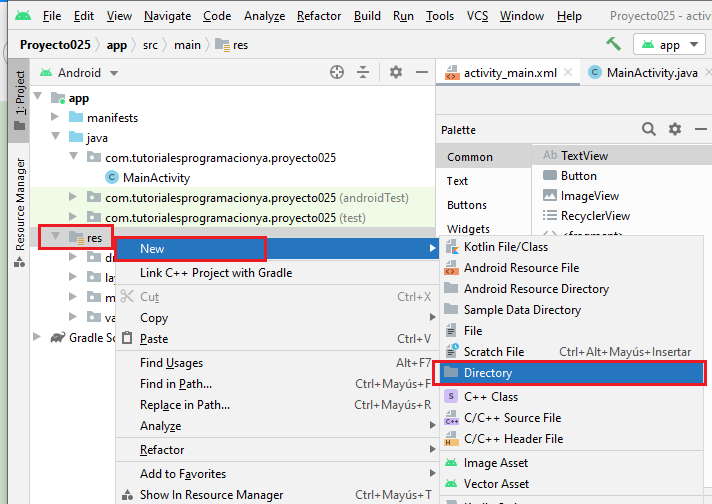 File Edit View Navigate Code Analyze Refactor Build Run Tools VCS Window Help Proyecto025 - activ
Proyecto025 app src main res app
1: Project
Resource Manager
Android
activity_main.xml MainActivity.java
app
manifests
java
com.tutorialesprogramacionya.proyecto025
MainActivity
com.tutorialesprogramacionya.proyecto025 (androidTest)
com.tutorialesprogramacionya.proyecto025 (test)
res
dr
la
m
va
Gradle Sc
Palette
Common
Text
Buttons
Widgets
Ab TextView
Button
ImageView
RecyclerView
<fragment>
New
Link C++ Project with Gradle
Cut Ctrl+X
Copy
Paste Ctrl+V
Find Usages Alt+F7
Find in Path... Ctrl+Mayús+F
Replace in Path... Ctrl+Mayús+R
Analyze
Refactor
Add to Favorites
Show In Resource Manager Ctrl+Mayús+T
Kotlin File/Class
Android Resource File
Android Resource Directory
Sample Data Directory
File
Scratch File Ctrl+Alt+Mayús+Insertar
Directory
C++ Class
C/C++ Source File
C/C++ Header File
Image Asset
Vector Asset